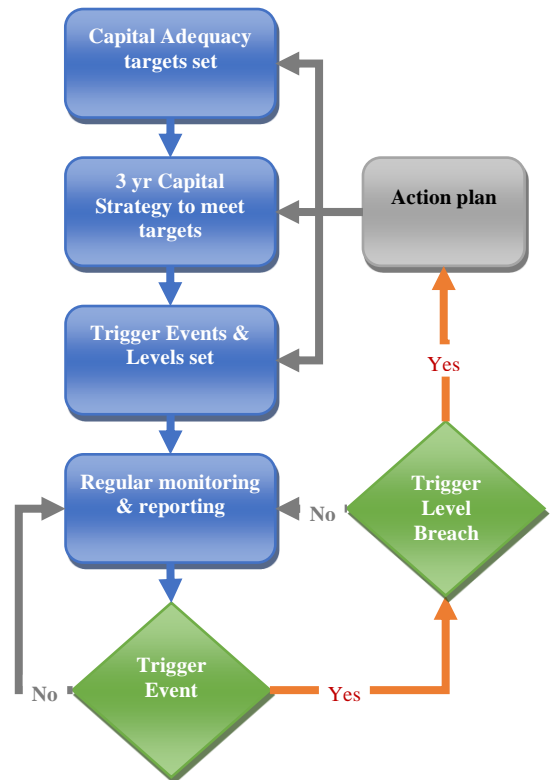 Capital Adequacy
targets set
3 yr Capital
Strategy to meet
targets
Action plan
Trigger Events &
Levels set
Yes
Regular monitoring
& reporting
No
Trigger
Level
Breach
Trigger
Event
No
Yes